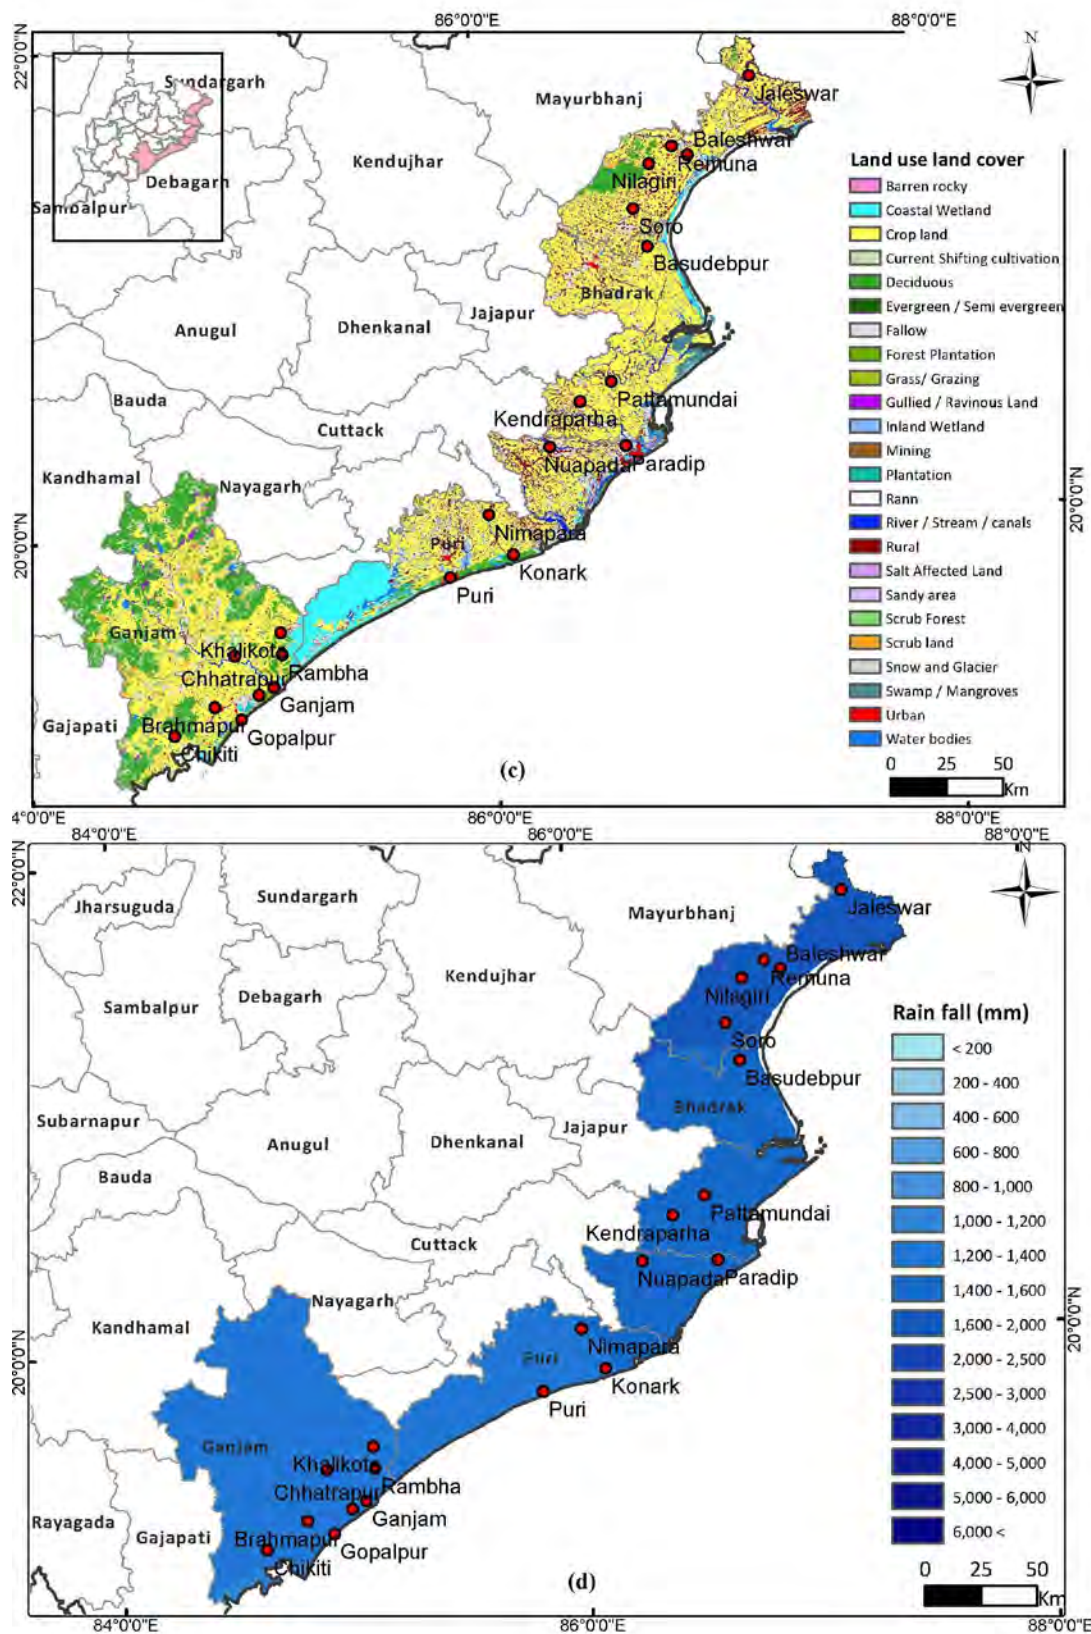 86°0'0"E
88°0'0"E
22°0'0"N
N
Sundargarh
Mayurbhanj
Jaleswar
Kendujhar
Baleshwar
Remuna
Land use land cover
Debagarh
Nilagiri
Barren rocky
Sambalpur
Coastal Wetland
Soro
Crop land
Basudebpur
Current Shifting cultivation
Deciduous
Bhadrak
Evergreen / Semi evergreen
Anugul
Dhenkanal
Jajapur
Fallow
Forest Plantation
Grass/ Grazing
Bauda
Pattamundai
Gullied / Ravinous Land
Kendraparha
Cuttack
Inland Wetland
Mining
Kandhamal
Nayagarh
Nuapada
Paradip
Plantation
Rann
20°0'0"N
River / Stream / canals
Puri
Nimapara
20°0'0"N
Rural
Konark
Salt Affected Land
Puri
Sandy area
Scrub Forest
Ganjam
Scrub land
Khalikota
Rambha
Snow and Glacier
Chhatrapur
Ganjam
Swamp / Mangroves
Gajapati
Brahmapur
Gopalpur
Urban
Chikiti
Water bodies
(c)
0 25 50
Km
4°0'0"E
86°0'0"E
88°0'0"E
84°0'0"E
86°0'0"E
88°0'0"E
22°0'0"N
N
Sundargarh
Jharsuguda
Mayurbhanj
Jaleswar
Kendujhar
Baleshwar
Remuna
Debagarh
Sambalpur
Nilagiri
Rain fall (mm)
Soro
< 200
Basudebpur
200 - 400
Bhadrak
Subarnapur
Anugul
Dhenkanal
Jajapur
400 - 600
600 - 800
Bauda
800 - 1,000
Pattamundai
Kendraparha
1,000 - 1,200
Cuttack
1,200 - 1,400
Nuapada
Paradip
Nayagarh
1,400 - 1,600
Kandhamal
1,600 - 2,000
20°0'0"N
Puri
Nimapara
20°0'0"N
2,000 - 2,500
Konark
Puri
2,500 - 3,000
3,000 - 4,000
Ganjam
Khalikota
4,000 - 5,000
Rambha
Chhatrapur
5,000 - 6,000
Ganjam
Rayagada
Gajapati
Brahmapur
Gopalpur
6,000 <
Chikiti
(d)
0 25 50
Km
84°0'0"E
86°0'0"E
88°0'0"E